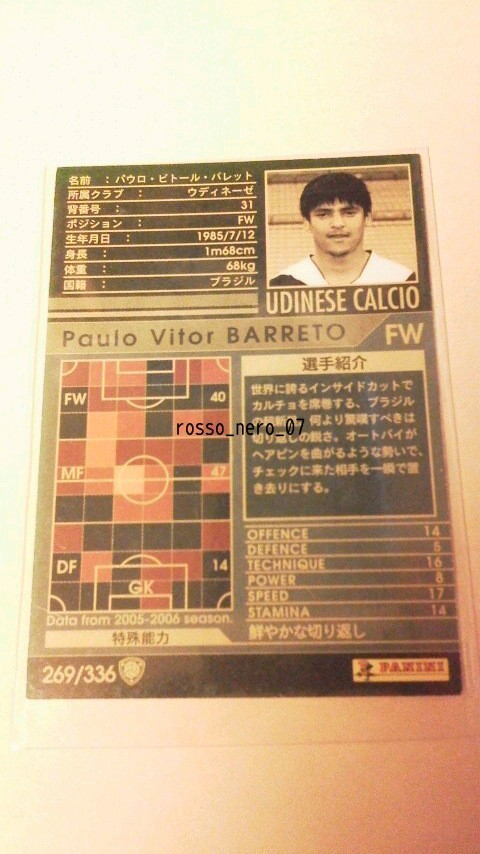 名前 : パウロ・ビトール・バレット
所属クラブ : ウディネーゼ
背番号 : 31
ポジション : FW
生年月日 : 1985/7/12
身長 : 1m68cm
体重 : 68kg
国籍 : ブラジル
UDINESE CALCIO
Paulo Vitor BARRETO FW
FW 40
MF 47
DF 14
GK
Data from 2005-2006 season.
選手紹介
世界に誇るインサイドカットで
カルチョを席巻する、ブラジル
何より驚嘆すべきは
切り返しの鋭さ。オートバイが
ヘアピンを曲がるような勢いで、
チェックに来た相手を一瞬で置
き去りにする。
rosso_nero_07
OFFENCE 14
DEFENCE 5
TECHNIQUE 16
POWER 8
SPEED 17
STAMINA 14
特殊能力 鮮やかな切り返し
269/336
PANINI